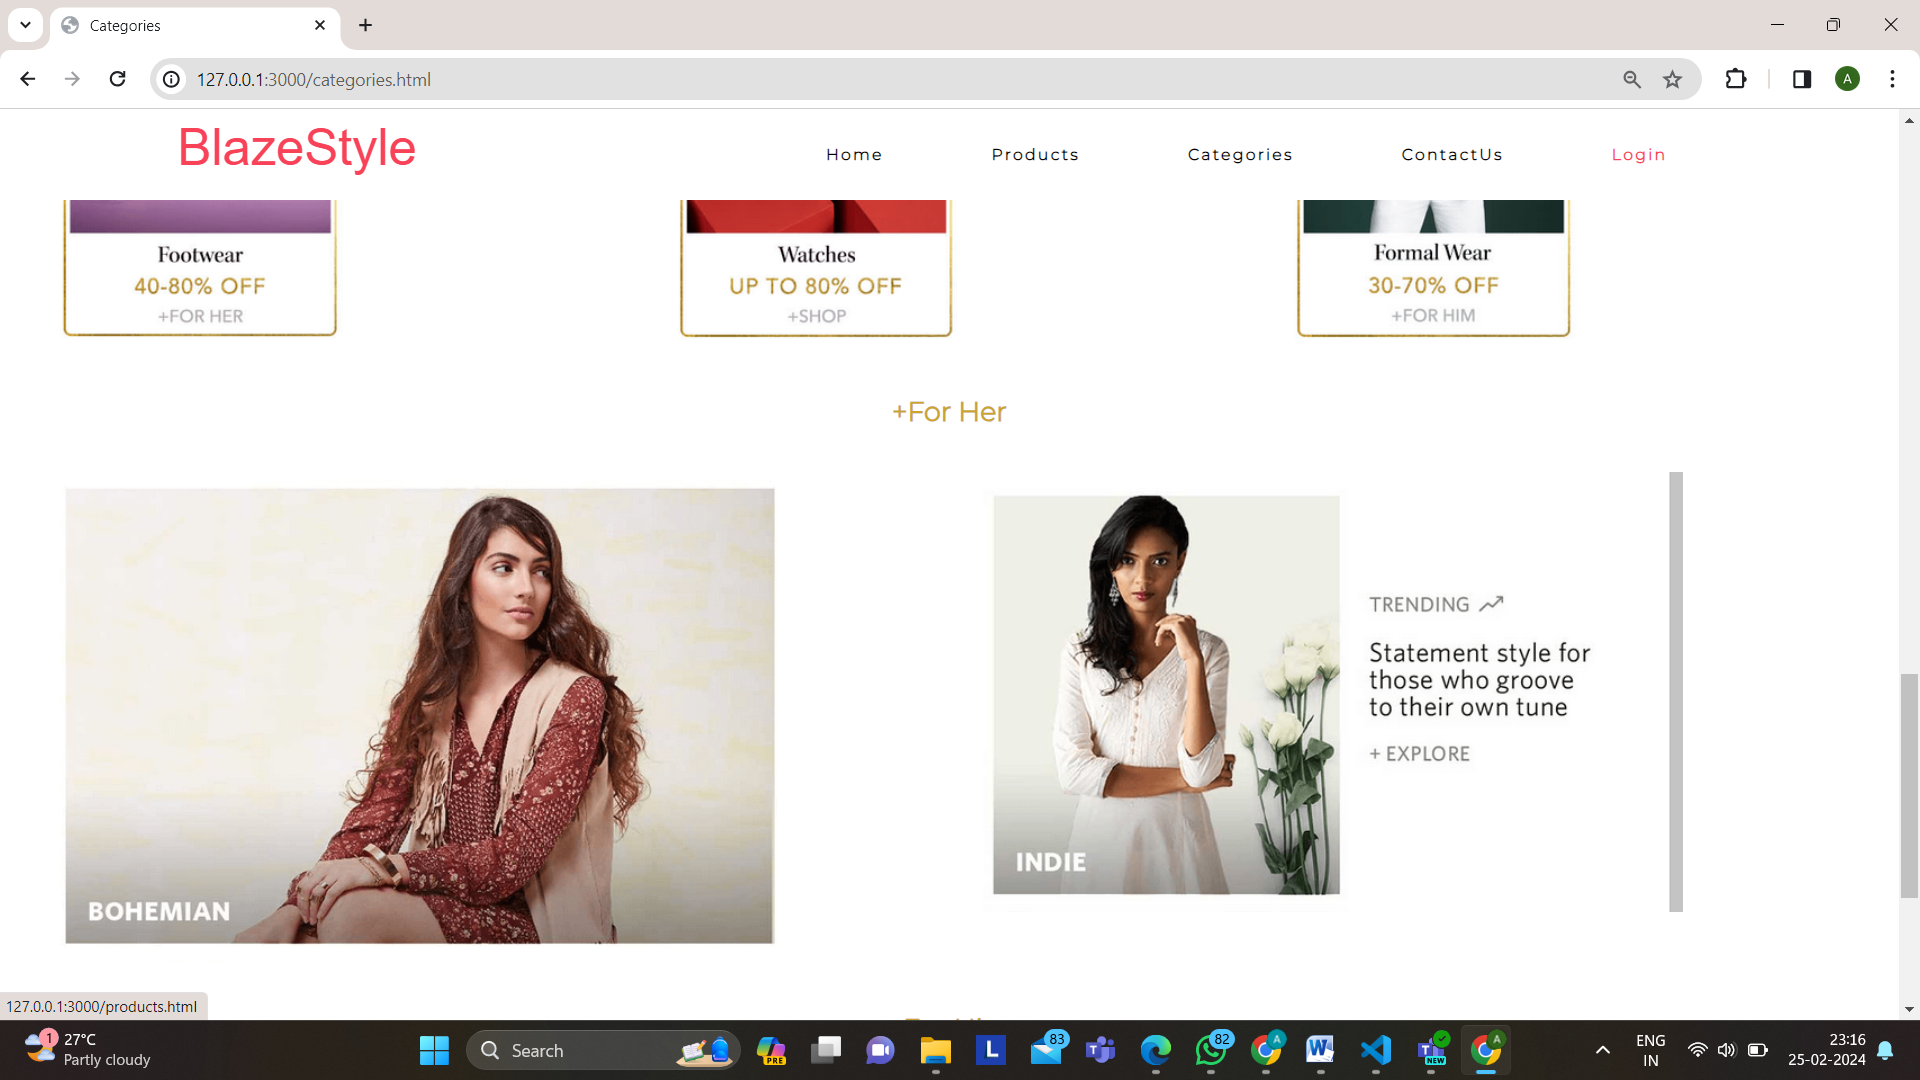 Categories
127.0.0.1:3000/categories.html
A
BlazeStyle
Home
Products
Categories
ContactUs
Login
Footwear
40-80% OFF
+FOR HER
Watches
UP TO 80% OFF
+SHOP
Formal Wear
30-70% OFF
+FOR HIM
+For Her
BOHEMIAN
INDIE
TRENDING
Statement style for
those who groove
to their own tune
+ EXPLORE
127.0.0.1:3000/products.html
1
27°C
Partly cloudy
Search
PRE
L
83
T
82
A
W
NEW
A
ENG
IN
23:16
25-02-2024